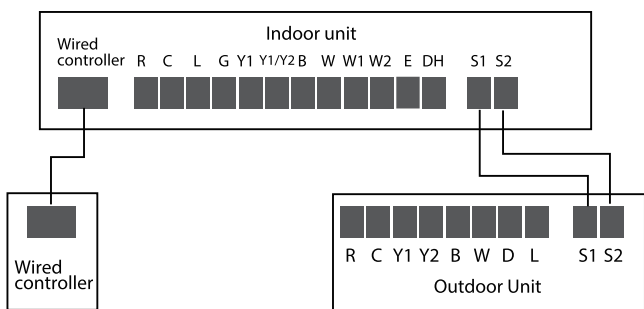 Indoor unit
Wired
controller
R C L G Y1 Y1/Y2 B W W1 W2 E DH S1 S2
Wired
controller
R C Y1 Y2 B W D L S1 S2
Outdoor Unit